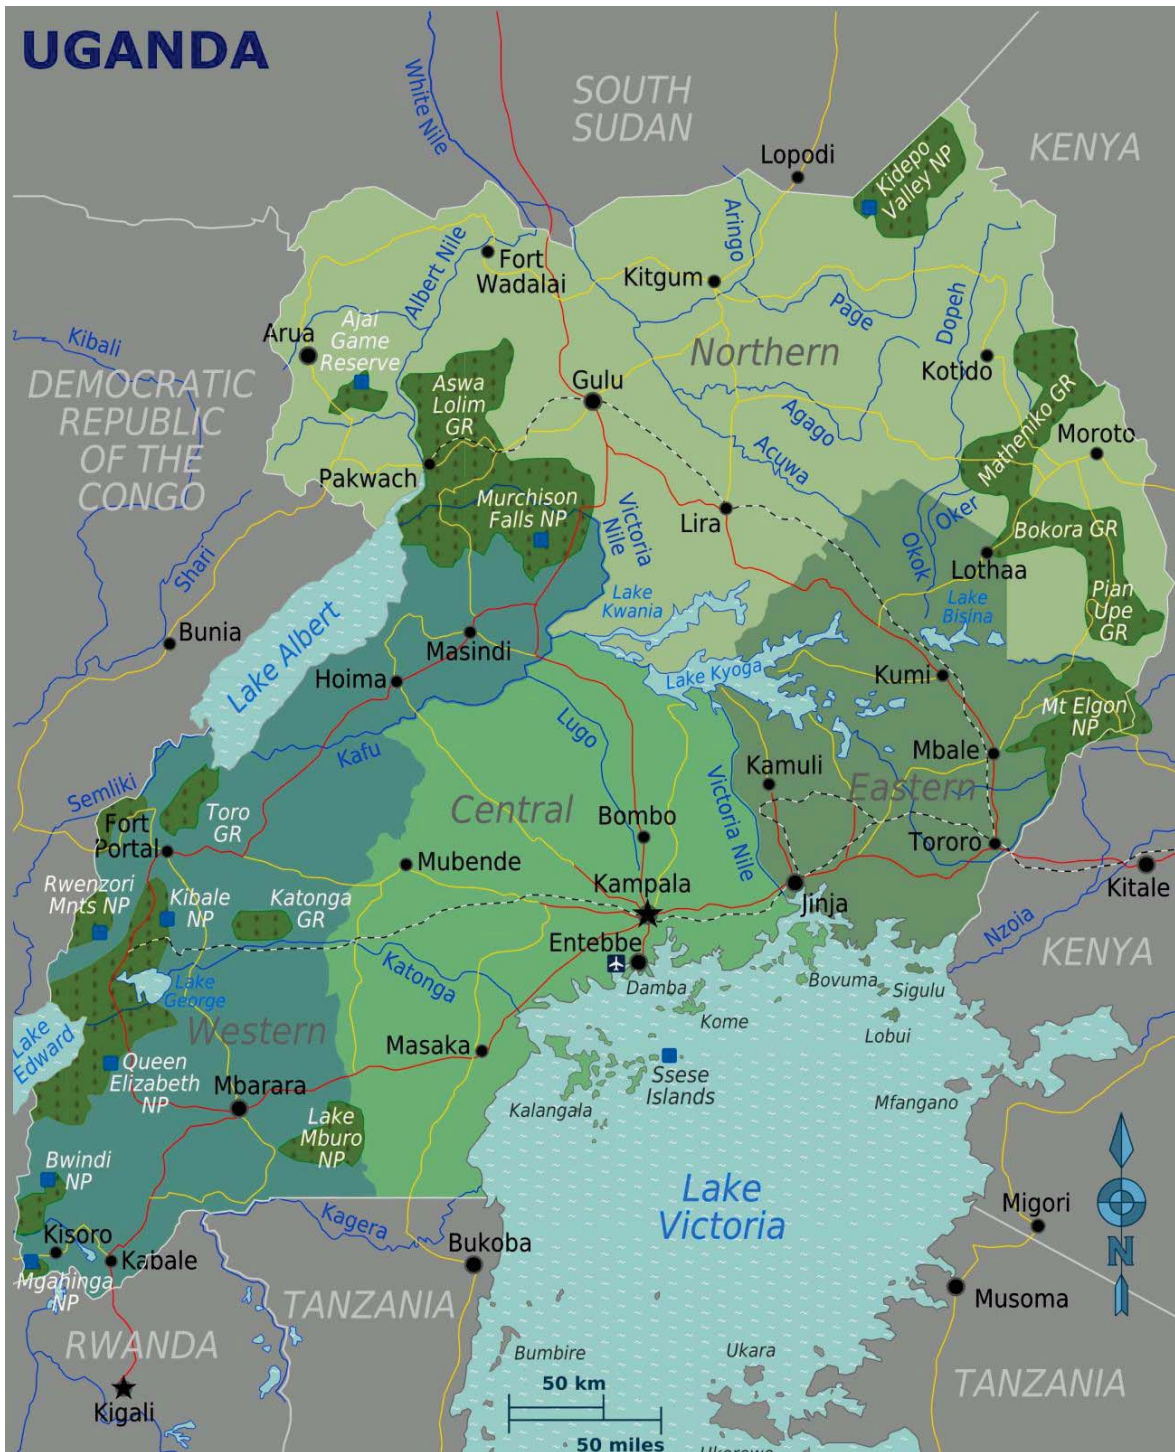 UGANDA
White Nile
SOUTH
SUDAN
KENYA
Lopodi
Kidepo
Valley NP
Aringo
Albert Nile
Fort
Wadalai
Kitgum
Page
Dopeh
Kibali
Arua
Ajai
Game
Reserve
Northern
Kotido
DEMOCRATIC
REPUBLIC
OF THE
CONGO
Aswa
Lolim
GR
Gulu
Agago
Matheniko GR
Moroto
Acuwa
Pakwach
Murchison
Falls NP
Victoria
Nile
Lira
Oker
Okok
Bokora GR
Shari
Lothaa
Lake
Kwania
Lake
Bisina
Pian
Upe
GR
Bunia
Masindi
Lake Albert
Hoima
Lake Kyoga
Kumi
Mt Elgon
NP
Lugo
Kafu
Mbale
Kamuli
Victoria Nile
Eastern
Semliki
Toro
GR
Central
Bombo
Fort
Portal
Mubende
Tororo
Kampala
Kitale
Rwenzori
Mnts NP
Kibale
NP
Katonga
GR
Jinja
Nzoia
Entebbe
KENYA
Katonga
Lake
George
Damba
Bovuma
Sigulu
Kome
Lobui
Lake
Edward
Western
Masaka
Queen
Elizabeth
NP
Ssese
Islands
Mbarara
Kalangala
Mfangano
Lake
Mburo
NP
Bwindi
NP
Lake
Victoria
Kagera
Migori
Kisoro
Bukoba
N
Kabale
Mgahinga
NP
TANZANIA
Musoma
RWANDA
Bumbire
Ukara
TANZANIA
50 km
Kigali
50 miles
Ukerewe